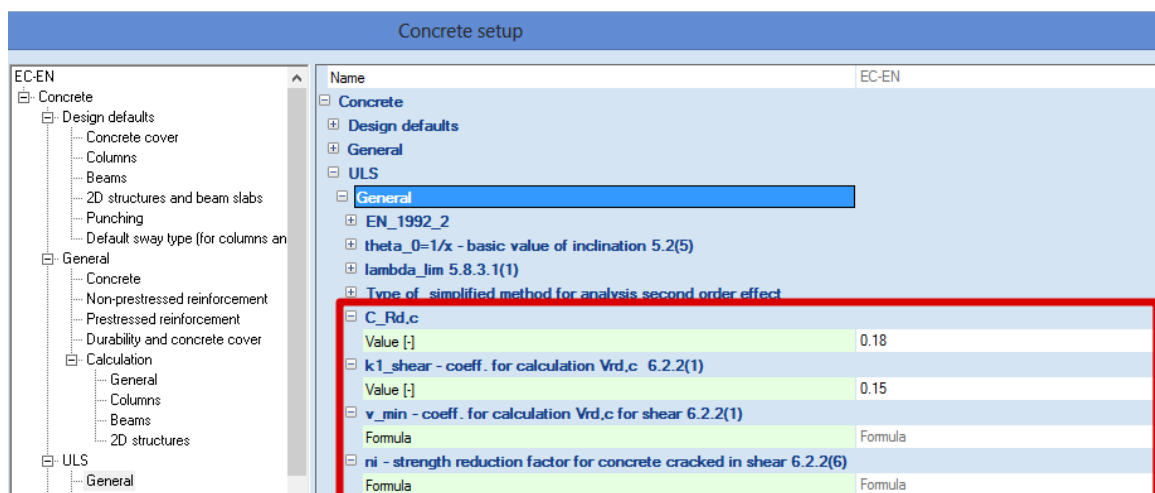 Concrete setup
EC-EN
Concrete
Design defaults
Concrete cover
Columns
Beams
2D structures and beam slabs
Punching
Default sway type (for columns an
General
Concrete
Non-prestressed reinforcement
Prestressed reinforcement
Durability and concrete cover
Calculation
General
Columns
Beams
2D structures
ULS
General
Name EC-EN
Concrete
Design defaults
General
ULS
General
EN_1992_2
theta_0=1/x - basic value of inclination 5.2(5)
lambda_lim 5.8.3.1(1)
Type of simplified method for analysis second order effect
C_Rd,c
Value [-] 0.18
k1_shear - coeff. for calculation Vrd,c 6.2.2(1)
Value [-] 0.15
v_min - coeff. for calculation Vrd,c for shear 6.2.2(1)
Formula Formula
ni - strength reduction factor for concrete cracked in shear 6.2.2(6)
Formula Formula